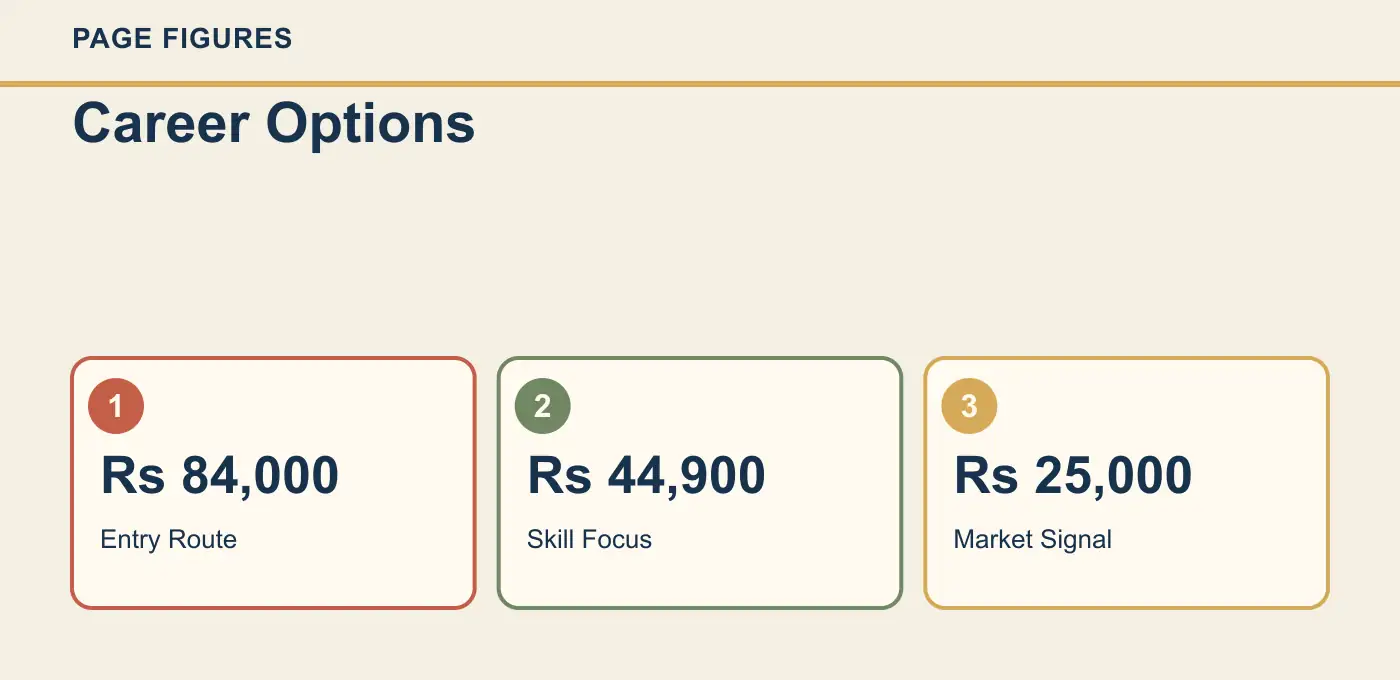 PAGE FIGURES
Career Options
1
Rs 84,000
Entry Route
2
Rs 44,900
Skill Focus
3
Rs 25,000
Market Signal